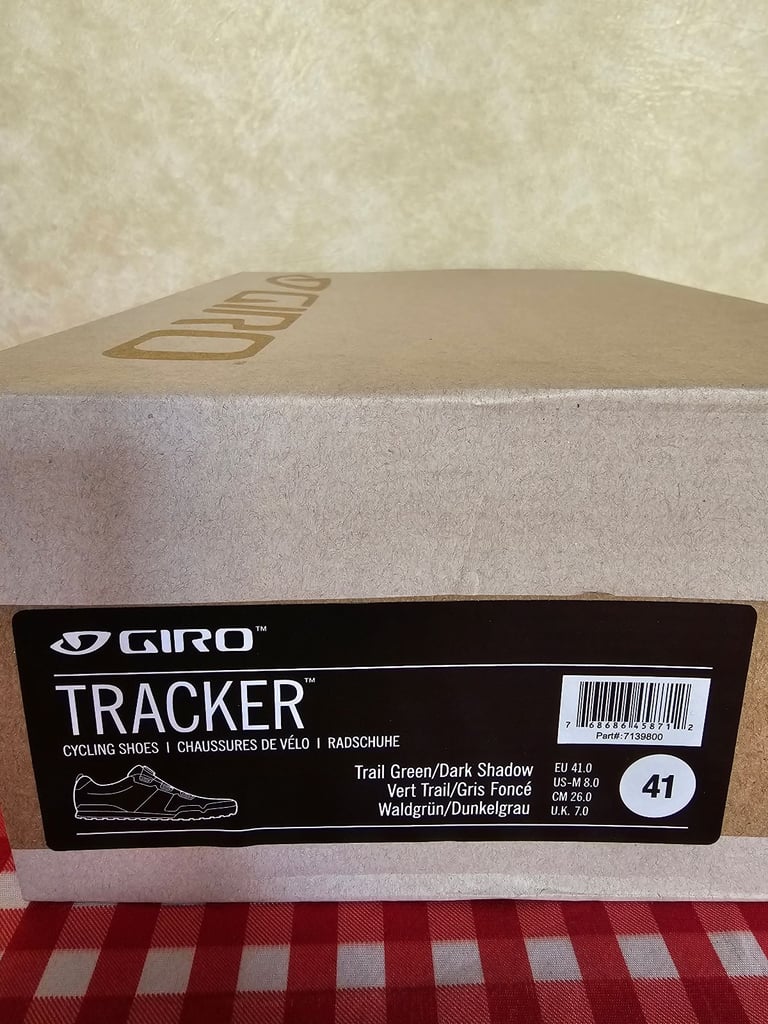 GIRO
GIRO™
TRACKER™
CYCLING SHOES | CHAUSSURES DE VÉLO | RADSCHUHE
7 68686 45871 2
Part#:7139800
Trail Green/Dark Shadow
Vert Trail/Gris Foncé
Waldgrün/Dunkelgrau
EU 41.0
US-M 8.0
CM 26.0
U.K. 7.0
41